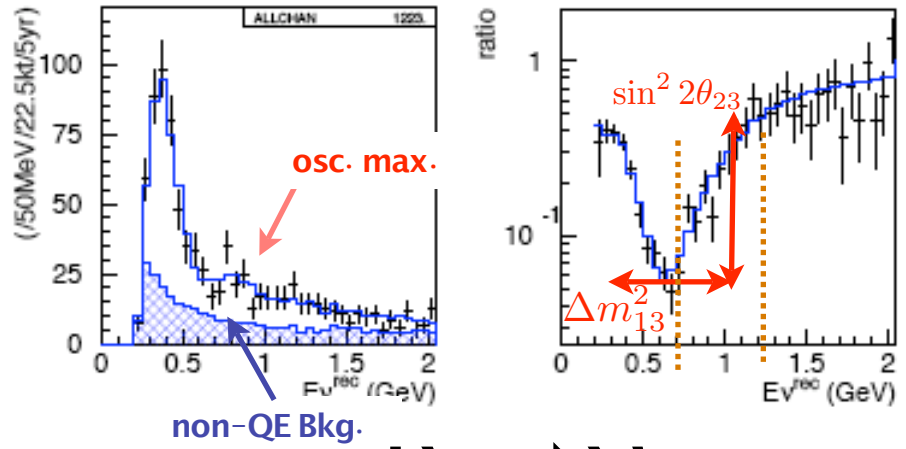 ALLCHAN 1223.
(/50MeV/22.5kt/5yr)
100
75
50
25
0
0 0.5 1 1.5 2
Eν^rec (GeV)
osc. max.
non-QE Bkg.
ratio
1
10^-1
sin² 2θ₂₃
Δm²₁₃
0 0.5 1 1.5 2
Eν^rec (GeV)